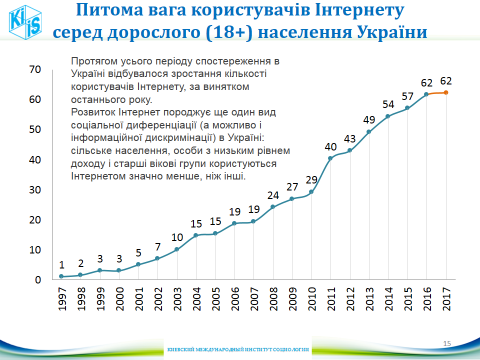 KIIS
Питома вага користувачів Інтернету
серед дорослого (18+) населення України
Протягом усього періоду спостереження в
Україні відбувалося зростання кількості
користувачів Інтернету, за винятком
останнього року.
Розвиток Інтернет породжує ще один вид
соціальної диференціації (а можливо і
інформаційної дискримінації) в Україні:
сільське населення, особи з низьким рівнем
доходу і старші вікові групи користуються
Інтернетом значно менше, ніж інші.
70
60
50
40
30
20
10
0
1 2 3 3 5 7 10 15 15 19 19 24 27 29 40 43 49 54 57 62 62
1997 1998 1999 2000 2001 2002 2003 2004 2005 2006 2007 2008 2009 2010 2011 2012 2013 2014 2015 2016 2017
15
КИЕВСКИЙ МЕЖДУНАРОДНЫЙ ИНСТИТУТ СОЦИОЛОГИИ